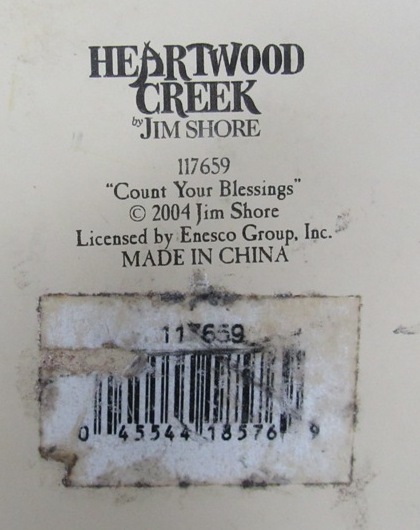 HEARTWOOD
CREEK
by JIM SHORE
117659
"Count Your Blessings"
© 2004 Jim Shore
Licensed by Enesco Group, Inc.
MADE IN CHINA
117659
0 45544 18576 9